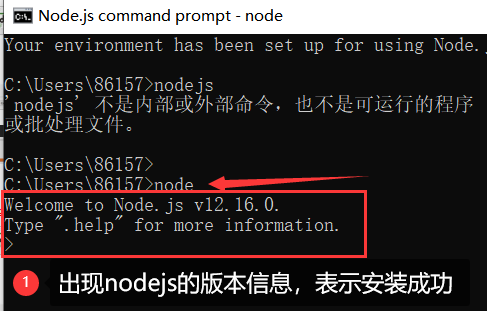 Node.js command prompt - node
Your environment has been set up for using Node.
C:\Users\86157>nodejs
'nodejs' 不是内部或外部命令，也不是可运行的程序
或批处理文件。
C:\Users\86157>
C:\Users\86157>node
Welcome to Node.js v12.16.0.
Type ".help" for more information.
>
1 出现nodejs的版本信息，表示安装成功